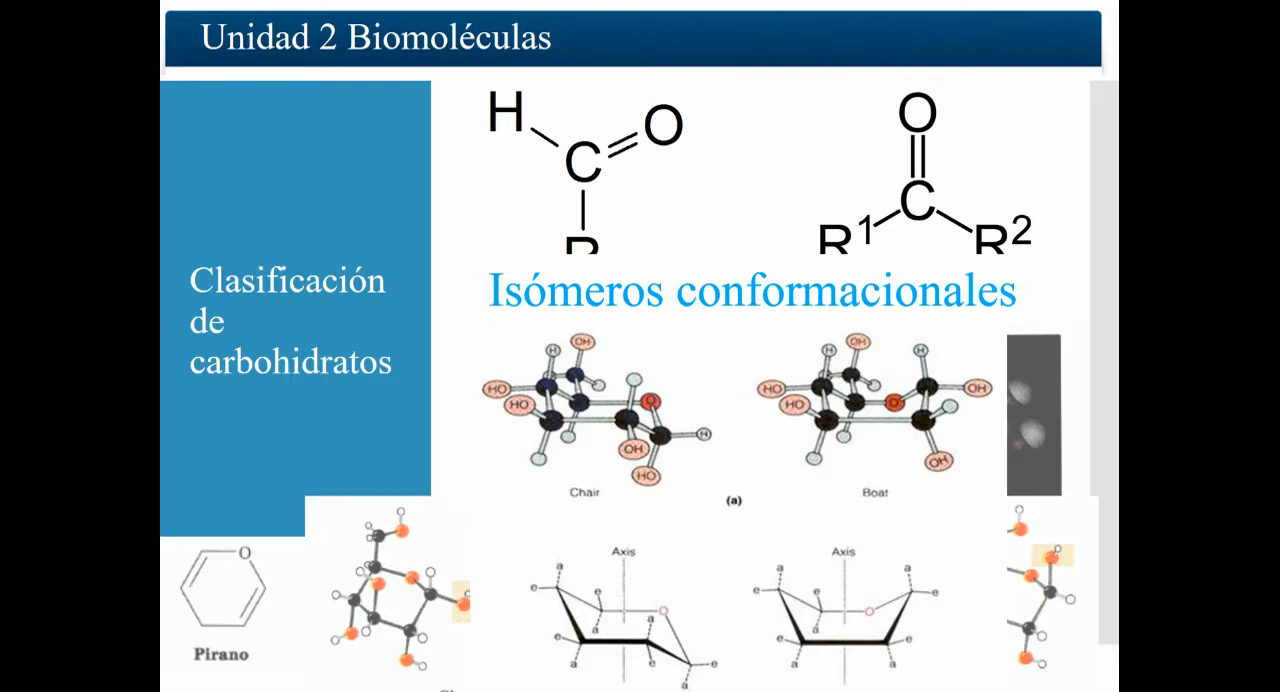 Unidad 2 Biomoléculas
H
O
C
O
C
R¹
R²
Clasificación
de
carbohidratos
Isómeros conformacionales
H
OH
HO
HO
O
H
OH
HO
Chair
H
OH
H
HO
HO
O
OH
OH
Boat
(a)
O
Pirano
Axis
a
e
e
a
a
e
a
e
e
a
Axis
a
a
e
e
e
a
e
e
a
a